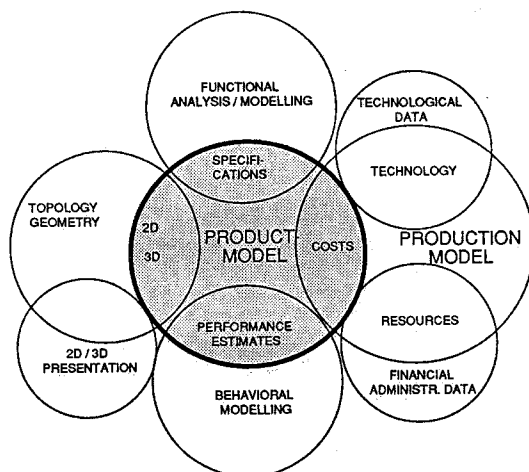 FUNCTIONAL
ANALYSIS / MODELLING
TECHNOLOGICAL
DATA
SPECIFI-
CATIONS
TECHNOLOGY
TOPOLOGY
GEOMETRY
2D
3D
PRODUCT
MODEL
COSTS
PRODUCTION
MODEL
PERFORMANCE
ESTIMATES
RESOURCES
2D / 3D
PRESENTATION
BEHAVIORAL
MODELLING
FINANCIAL
ADMINISTR. DATA